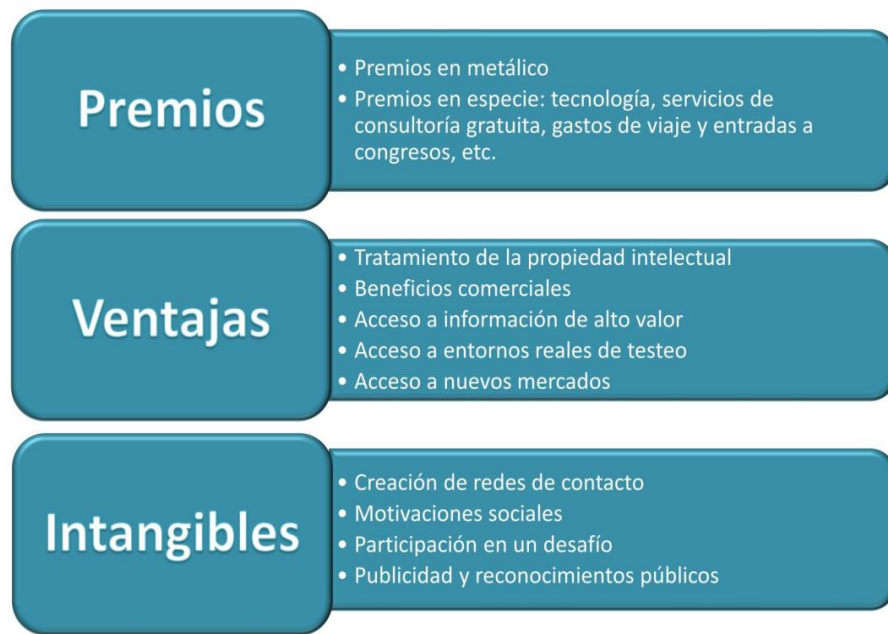 Premios
• Premios en metálico
• Premios en especie: tecnología, servicios de
consultoría gratuita, gastos de viaje y entradas a
congresos, etc.
Ventajas
• Tratamiento de la propiedad intelectual
• Beneficios comerciales
• Acceso a información de alto valor
• Acceso a entornos reales de testeo
• Acceso a nuevos mercados
Intangibles
• Creación de redes de contacto
• Motivaciones sociales
• Participación en un desafío
• Publicidad y reconocimientos públicos